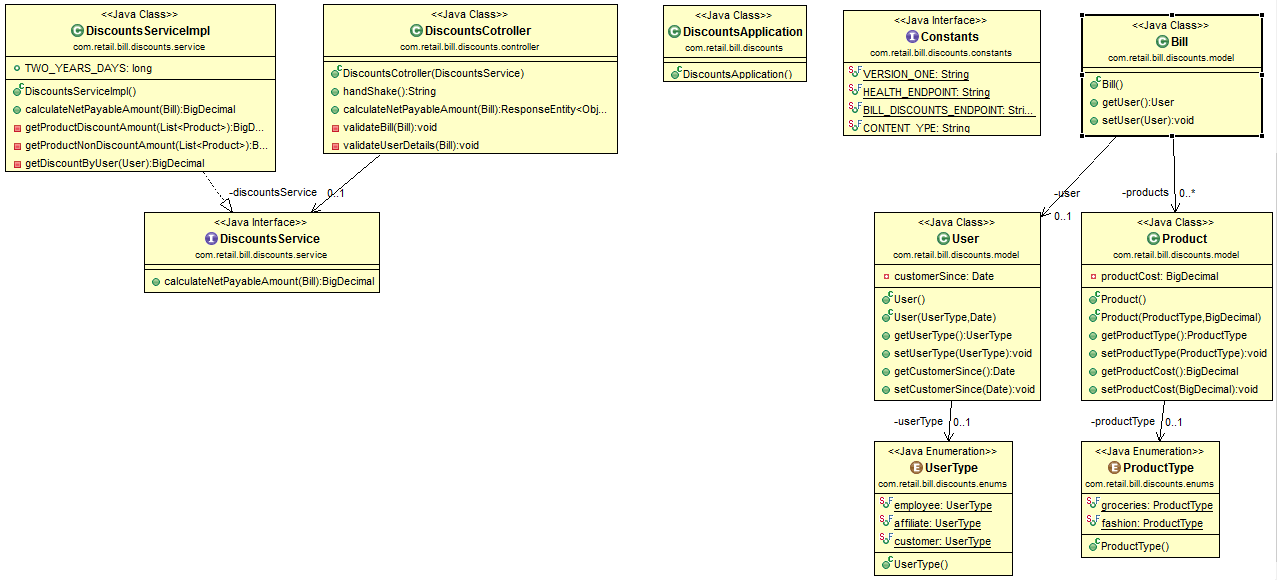 <<Java Class>>
DiscountsServiceImpl
com.retail.bill.discounts.service
TWO_YEARS_DAYS: long
DiscountsServiceImpl()
calculateNetPayableAmount(Bill):BigDecimal
getProductDiscountAmount(List<Product>):BigD...
getProductNonDiscountAmount(List<Product>):B...
getDiscountByUser(User):BigDecimal
<<Java Class>>
DiscountsCotroller
com.retail.bill.discounts.controller
DiscountsCotroller(DiscountsService)
handShake():String
calculateNetPayableAmount(Bill):ResponseEntity<Obj...
validateBill(Bill):void
validateUserDetails(Bill):void
-discountsService
0..1
<<Java Interface>>
DiscountsService
com.retail.bill.discounts.service
calculateNetPayableAmount(Bill):BigDecimal
<<Java Class>>
DiscountsApplication
com.retail.bill.discounts
DiscountsApplication()
<<Java Interface>>
Constants
com.retail.bill.discounts.constants
VERSION_ONE: String
HEALTH_ENDPOINT: String
BILL_DISCOUNTS_ENDPOINT: Stri...
CONTENT_YPE: String
<<Java Class>>
Bill
com.retail.bill.discounts.model
Bill()
getUser():User
setUser(User):void
-user
0..1
-products
0..*
<<Java Class>>
User
com.retail.bill.discounts.model
customerSince: Date
User()
User(UserType,Date)
getUserType():UserType
setUserType(UserType):void
getCustomerSince():Date
setCustomerSince(Date):void
<<Java Class>>
Product
com.retail.bill.discounts.model
productCost: BigDecimal
Product()
Product(ProductType,BigDecimal)
getProductType():ProductType
setProductType(ProductType):void
getProductCost():BigDecimal
setProductCost(BigDecimal):void
-userType
0..1
-productType
0..1
<<Java Enumeration>>
UserType
com.retail.bill.discounts.enums
employee: UserType
affiliate: UserType
customer: UserType
UserType()
<<Java Enumeration>>
ProductType
com.retail.bill.discounts.enums
groceries: ProductType
fashion: ProductType
ProductType()